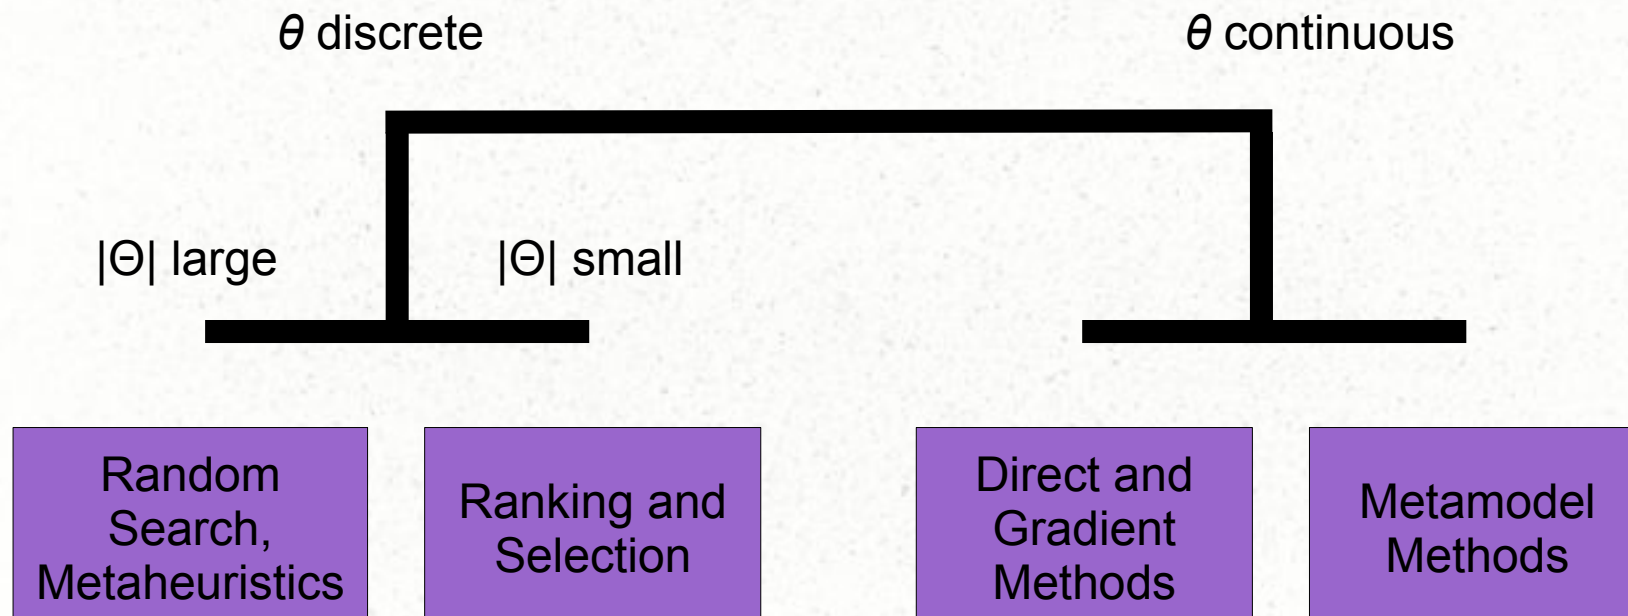 θ discrete
θ continuous
|Θ| large
|Θ| small
Random
Search,
Metaheuristics
Ranking and
Selection
Direct and
Gradient
Methods
Metamodel
Methods